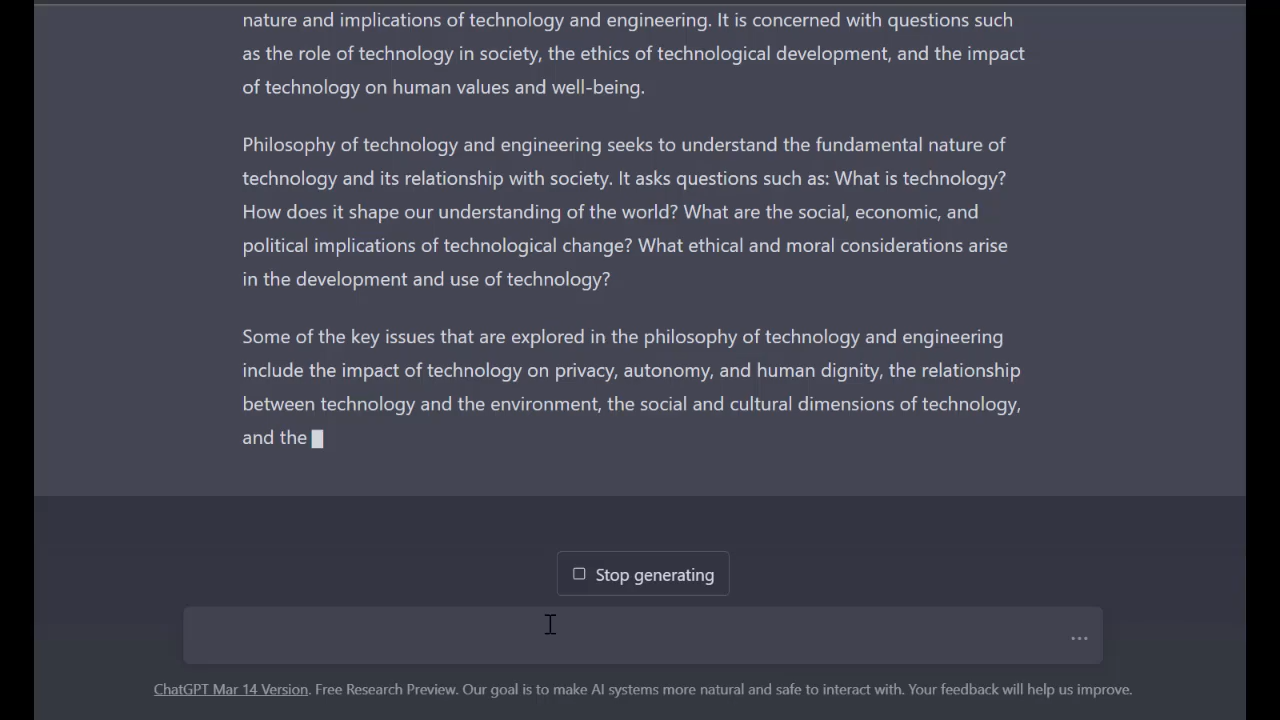 nature and implications of technology and engineering. It is concerned with questions such
as the role of technology in society, the ethics of technological development, and the impact
of technology on human values and well-being.
Philosophy of technology and engineering seeks to understand the fundamental nature of
technology and its relationship with society. It asks questions such as: What is technology?
How does it shape our understanding of the world? What are the social, economic, and
political implications of technological change? What ethical and moral considerations arise
in the development and use of technology?
Some of the key issues that are explored in the philosophy of technology and engineering
include the impact of technology on privacy, autonomy, and human dignity, the relationship
between technology and the environment, the social and cultural dimensions of technology,
and the
Stop generating
ChatGPT Mar 14 Version. Free Research Preview. Our goal is to make AI systems more natural and safe to interact with. Your feedback will help us improve.